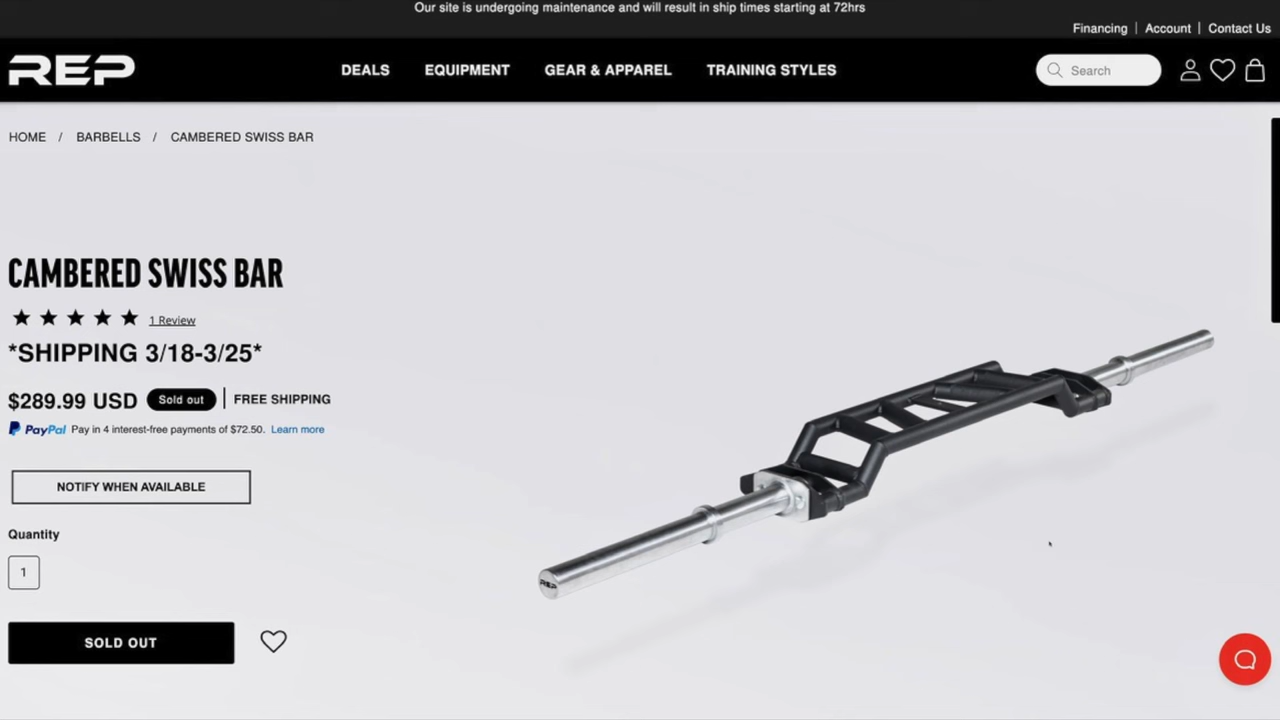 Our site is undergoing maintenance and will result in ship times starting at 72hrs
Financing | Account | Contact Us
REP DEALS EQUIPMENT GEAR & APPAREL TRAINING STYLES Search
HOME / BARBELLS / CAMBERED SWISS BAR
CAMBERED SWISS BAR
1 Review
*SHIPPING 3/18-3/25*
$289.99 USD Sold out | FREE SHIPPING
PayPal Pay in 4 interest-free payments of $72.50. Learn more
NOTIFY WHEN AVAILABLE
Quantity
1
SOLD OUT
REP